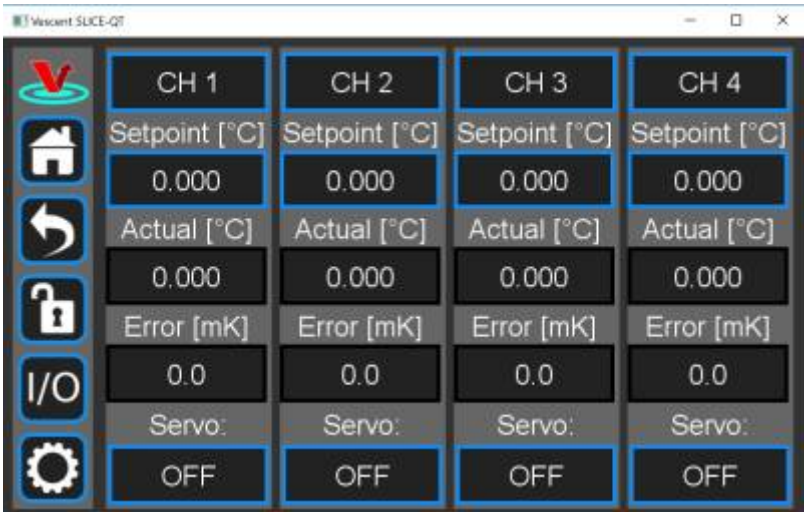 Vescent SLICE-QT
CH 1 CH 2 CH 3 CH 4
Setpoint [°C] Setpoint [°C] Setpoint [°C] Setpoint [°C]
0.000 0.000 0.000 0.000
Actual [°C] Actual [°C] Actual [°C] Actual [°C]
0.000 0.000 0.000 0.000
Error [mK] Error [mK] Error [mK] Error [mK]
I/O 0.0 0.0 0.0 0.0
Servo: Servo: Servo: Servo:
OFF OFF OFF OFF